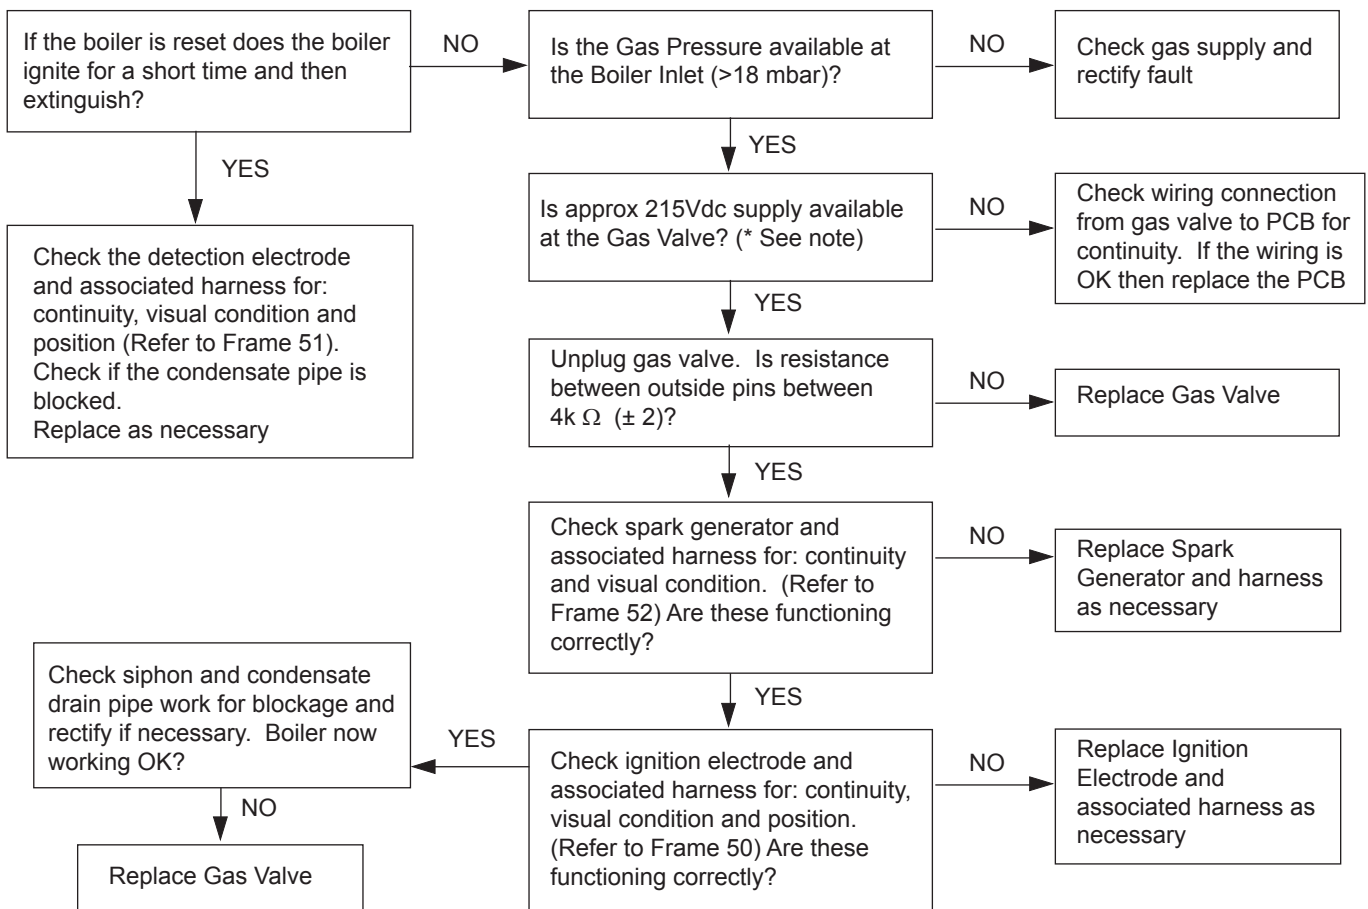 If the boiler is reset does the boiler
ignite for a short time and then
extinguish?
NO
Is the Gas Pressure available at
the Boiler Inlet (>18 mbar)?
NO
Check gas supply and
rectify fault
YES
YES
Check the detection electrode
and associated harness for:
continuity, visual condition and
position (Refer to Frame 51).
Check if the condensate pipe is
blocked.
Replace as necessary
Is approx 215Vdc supply available
at the Gas Valve? (* See note)
NO
Check wiring connection
from gas valve to PCB for
continuity.  If the wiring is
OK then replace the PCB
YES
Unplug gas valve.  Is resistance
between outside pins between
4k Ω  (± 2)?
NO
Replace Gas Valve
YES
Check spark generator and
associated harness for: continuity
and visual condition.  (Refer to
Frame 52) Are these functioning
correctly?
NO
Replace Spark
Generator and harness
as necessary
YES
Check ignition electrode and
associated harness for: continuity,
visual condition and position.
(Refer to Frame 50) Are these
functioning correctly?
NO
Replace Ignition
Electrode and
associated harness as
necessary
YES
Check siphon and condensate
drain pipe work for blockage and
rectify if necessary.  Boiler now
working OK?
NO
Replace Gas Valve